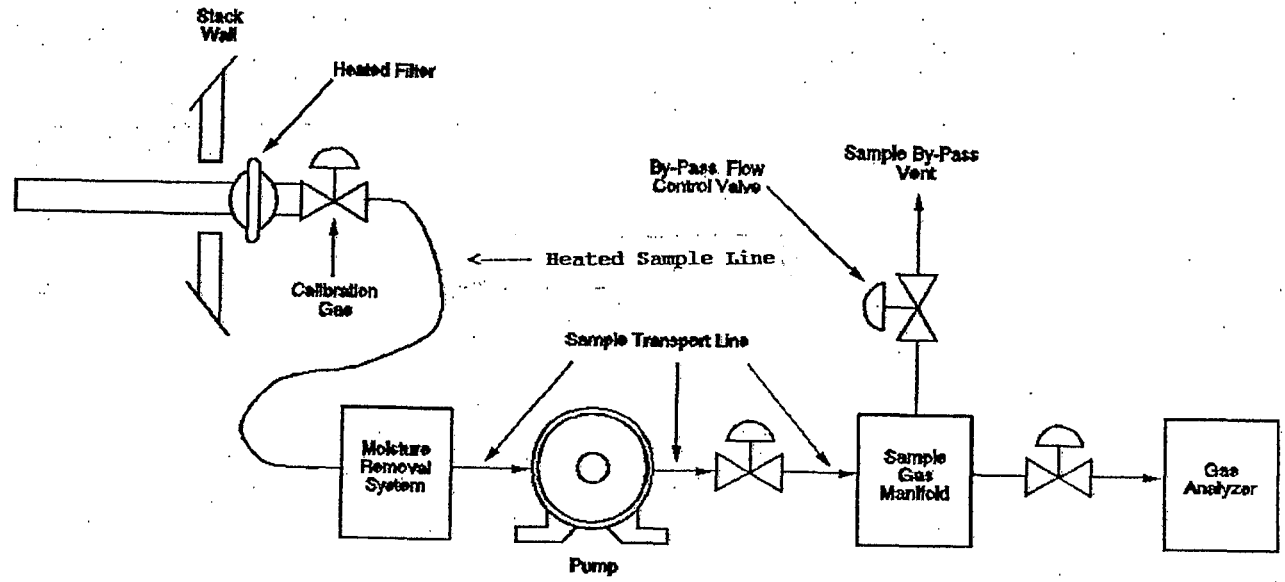 Stack
Wall
Heated Filter
By-Pass Flow
Control Valve
Sample By-Pass
Vent
Heated Sample Line
Calibration
Gas
Sample Transport Line
Moisture
Removal
System
Sample
Gas
Manifold
Gas
Analyzer
Pump